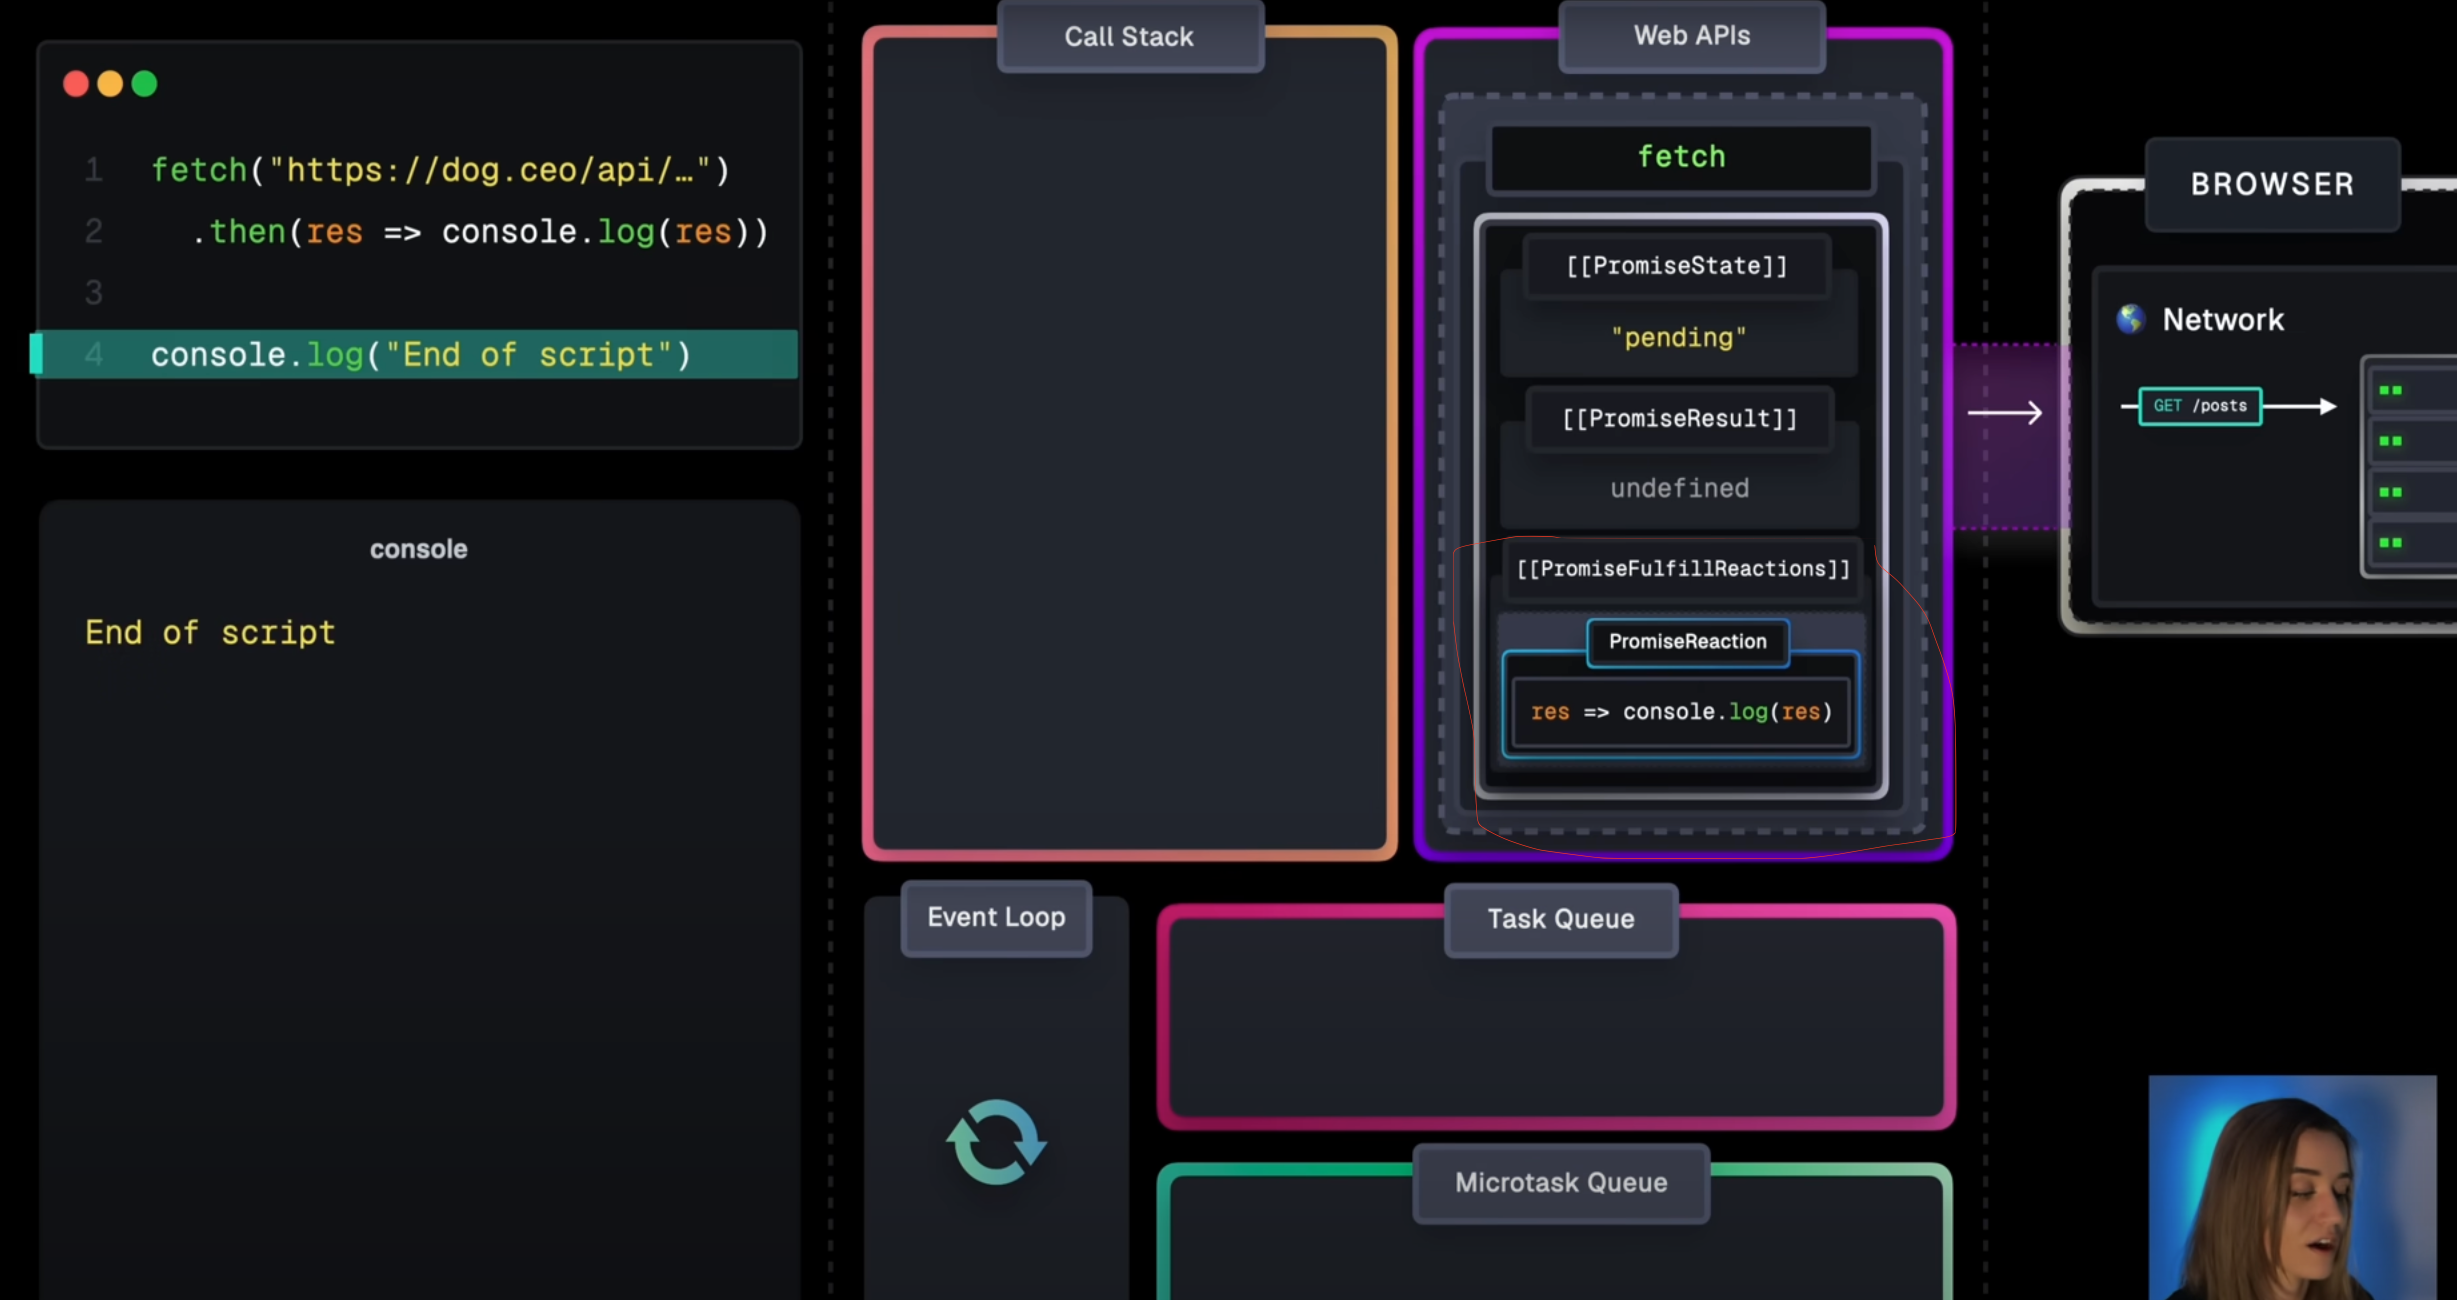 1 fetch("https://dog.ceo/api/…")
2 .then(res => console.log(res))
3
4 console.log("End of script")
console
End of script
Call Stack
Web APIs
fetch
[[PromiseState]]
"pending"
[[PromiseResult]]
undefined
[[PromiseFulfillReactions]]
PromiseReaction
res => console.log(res)
BROWSER
Network
GET /posts
Event Loop
Task Queue
Microtask Queue